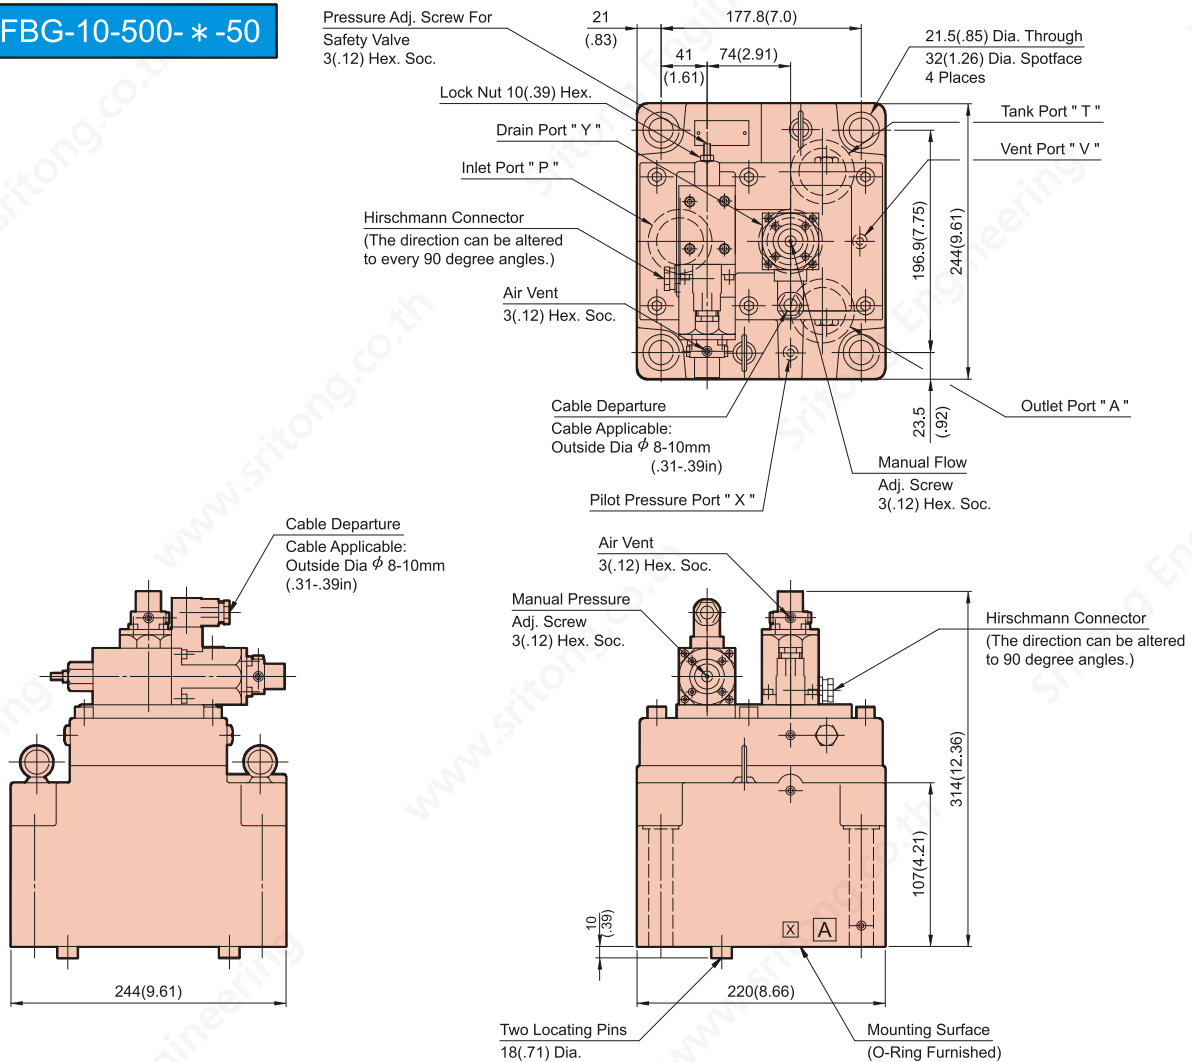 FBG-10-500-＊-50
Pressure Adj. Screw For
Safety Valve
3(.12) Hex. Soc.
Lock Nut 10(.39) Hex.
Drain Port " Y "
Inlet Port " P "
Hirschmann Connector
(The direction can be altered
to every 90 degree angles.)
Air Vent
3(.12) Hex. Soc.
21
(.83)
177.8(7.0)
41
(1.61)
74(2.91)
21.5(.85) Dia. Through
32(1.26) Dia. Spotface
4 Places
Tank Port " T "
Vent Port " V "
196.9(7.75)
244(9.61)
23.5
(.92)
Outlet Port " A "
Cable Departure
Cable Applicable:
Outside Dia ϕ 8-10mm
(.31-.39in)
Pilot Pressure Port " X "
Manual Flow
Adj. Screw
3(.12) Hex. Soc.
Cable Departure
Cable Applicable:
Outside Dia ϕ 8-10mm
(.31-.39in)
244(9.61)
Air Vent
3(.12) Hex. Soc.
Manual Pressure
Adj. Screw
3(.12) Hex. Soc.
Hirschmann Connector
(The direction can be altered
to 90 degree angles.)
314(12.36)
107(4.21)
10
(.39)
X
A
220(8.66)
Two Locating Pins
18(.71) Dia.
Mounting Surface
(O-Ring Furnished)
www.sritong.co.th
Sritong Engineering